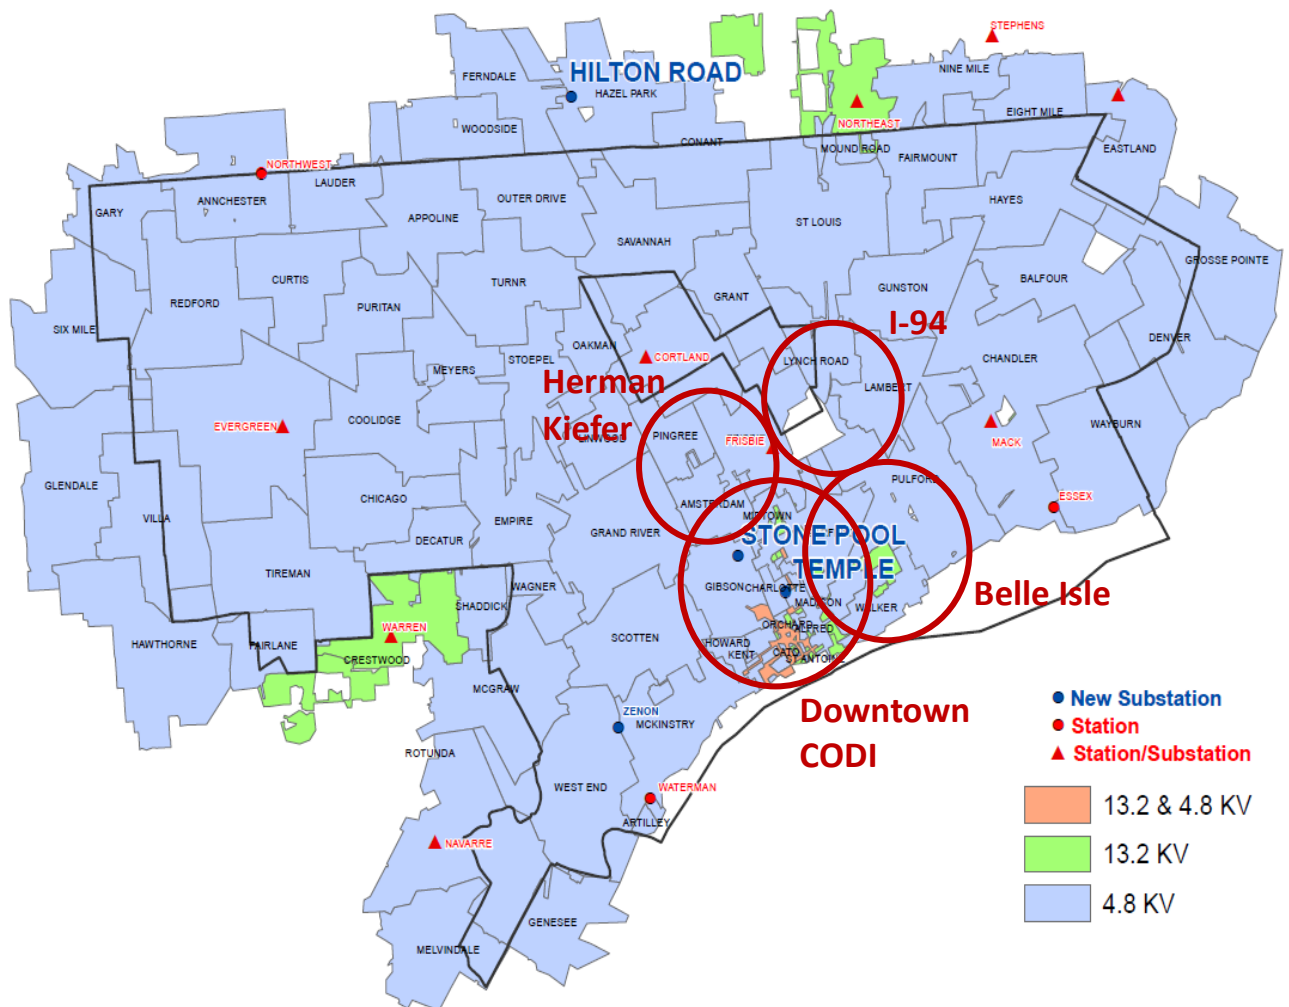 STEPHENS
FERNDALE
HILTON ROAD
HAZEL PARK
NINE MILE
EIGHT MILE
NORTHEAST
WOODSIDE
CONANT
MOUND ROAD
FAIRMOUNT
EASTLAND
NORTHWEST
LAUDER
ANNCHESTER
OUTER DRIVE
HAYES
GARY
APPOLINE
ST LOUIS
SAVANNAH
GROSSE POINTE
CURTIS
TURNR
BALFOUR
REDFORD
PURITAN
GRANT
GUNSTON
SIX MILE
I-94
DENVER
OAKMAN
STOEPEL
CORTLAND
LYNCH ROAD
CHANDLER
MEYERS
Herman
Kiefer
LAMBERT
COOLIDGE
EVERGREEN
LINWOOD
PINGREE
FRISBIE
MACK
WAYBURN
GLENDALE
PULFORD
CHICAGO
AMSTERDAM
ESSEX
VILLA
EMPIRE
MIDTOWN
GRAND RIVER
DECATUR
STONE POOL
TEMPLE
TIREMAN
WAGNER
GIBSON
CHARLOTTE
Belle Isle
SHADDICK
MADISON
WALKER
WARREN
ORCHARD
ALFRED
HAWTHORNE
FAIRLANE
SCOTTEN
HOWARD
KENT
CATO
ST ANTOINE
CRESTWOOD
MCGRAW
Downtown
CODI
ZENON
MCKINSTRY
ROTUNDA
WEST END
WATERMAN
ARTILLEY
NAVARRE
GENESEE
MELVINDALE
New Substation
Station
Station/Substation
13.2 & 4.8 KV
13.2 KV
4.8 KV